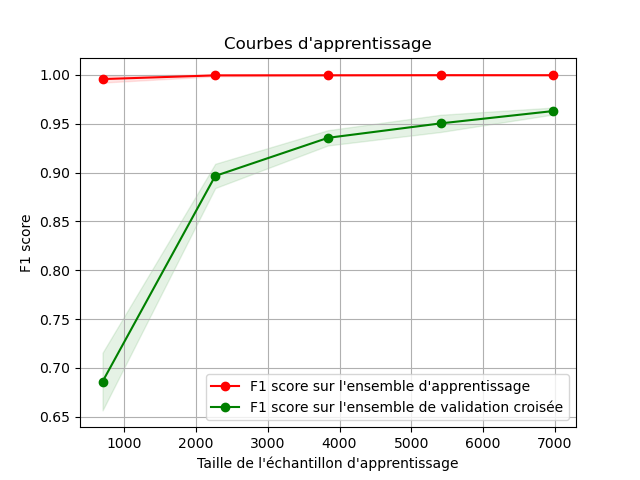 Courbes d'apprentissage
F1 score
1.00
0.95
0.90
0.85
0.80
0.75
0.70
0.65
F1 score sur l'ensemble d'apprentissage
F1 score sur l'ensemble de validation croisée
1000 2000 3000 4000 5000 6000 7000
Taille de l'échantillon d'apprentissage